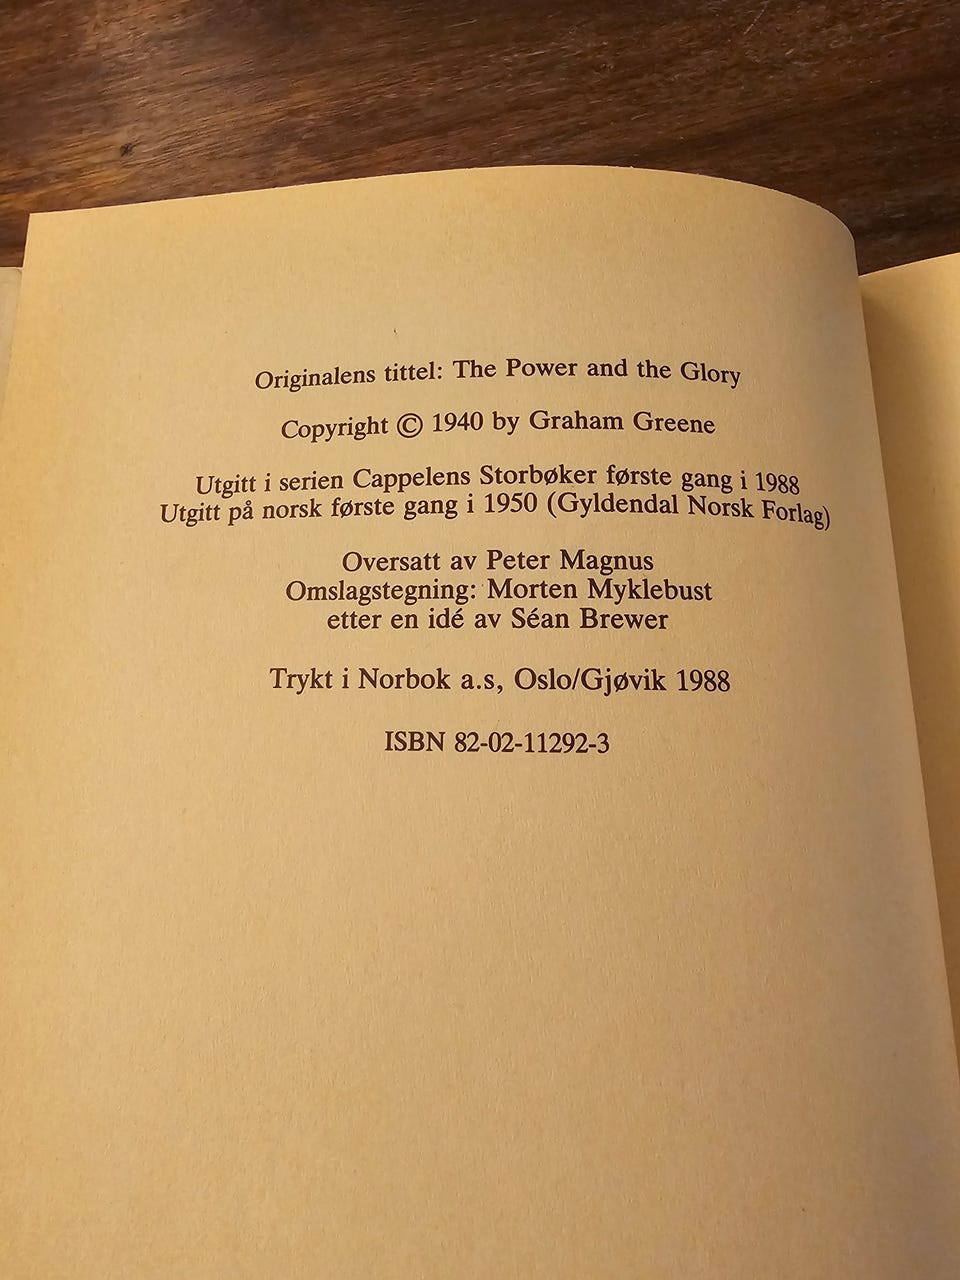 Originalens tittel: The Power and the Glory
Copyright © 1940 by Graham Greene
Utgitt i serien Cappelens Storbøker første gang i 1988
Utgitt på norsk første gang i 1950 (Gyldendal Norsk Forlag)
Oversatt av Peter Magnus
Omslagstegning: Morten Myklebust
etter en idé av Séan Brewer
Trykt i Norbok a.s, Oslo/Gjøvik 1988
ISBN 82-02-11292-3